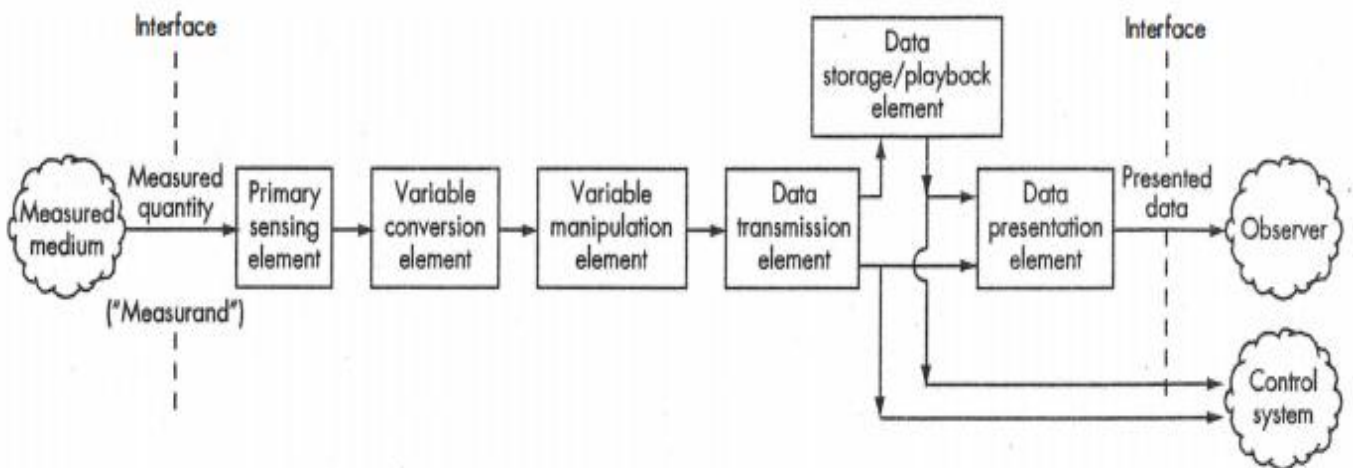 Interface
Measured
medium
Measured
quantity
("Measurand")
Primary
sensing
element
Variable
conversion
element
Variable
manipulation
element
Data
transmission
element
Data
storage/playback
element
Data
presentation
element
Interface
Presented
data
Observer
Control
system